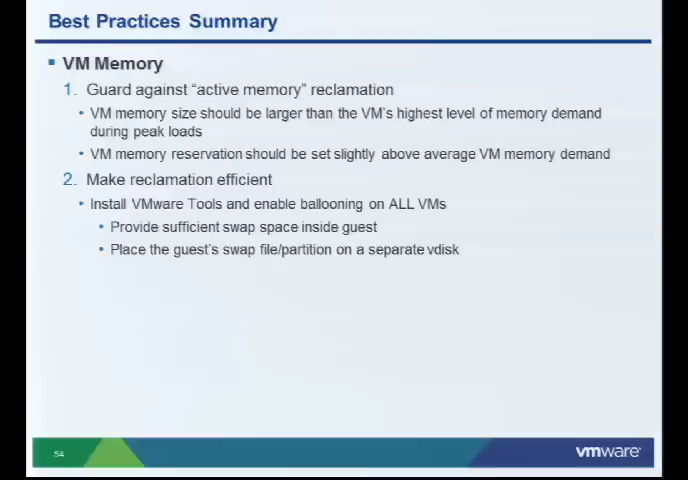 Best Practices Summary
▪ VM Memory
1. Guard against “active memory” reclamation
• VM memory size should be larger than the VM’s highest level of memory demand
during peak loads
• VM memory reservation should be set slightly above average VM memory demand
2. Make reclamation efficient
• Install VMware Tools and enable ballooning on ALL VMs
• Provide sufficient swap space inside guest
• Place the guest’s swap file/partition on a separate vdisk
54
vmware